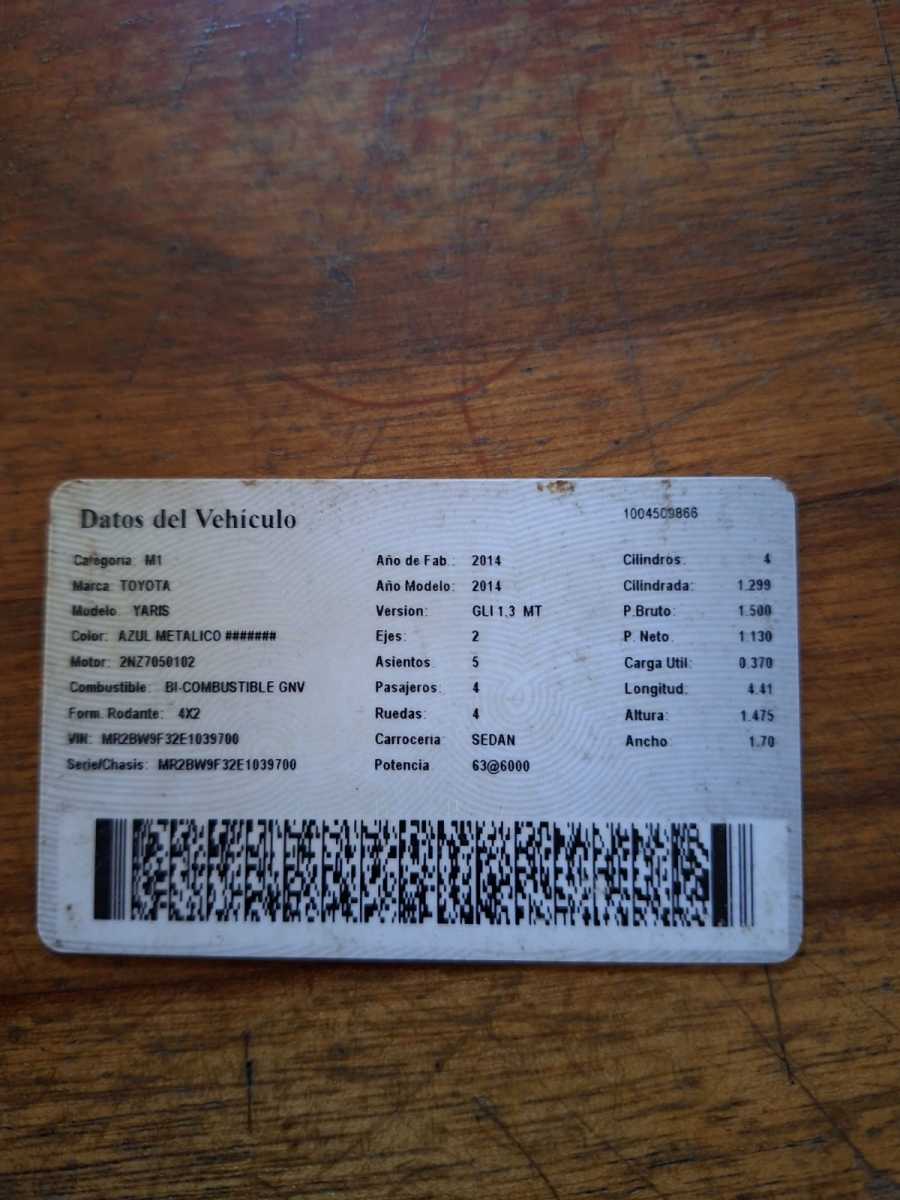 Datos del Vehículo 1004509866
Categoria M1 Año de Fab.: 2014 Cilindros: 4
Marca: TOYOTA Año Modelo: 2014 Cilindrada: 1.299
Modelo YARIS Version: GLI 1.3 MT P.Bruto: 1.500
Color: AZUL METALICO ####### Ejes: 2 P. Neto 1.130
Motor: 2NZ7050102 Asientos 5 Carga Util: 0.370
Combustible: BI-COMBUSTIBLE GNV Pasajeros: 4 Longitud: 4.41
Form. Rodante: 4X2 Ruedas: 4 Altura: 1.475
VIN: MR2BW9F32E1039700 Carroceria SEDAN Ancho 1.70
Serie/Chasis: MR2BW9F32E1039700 Potencia 63@6000